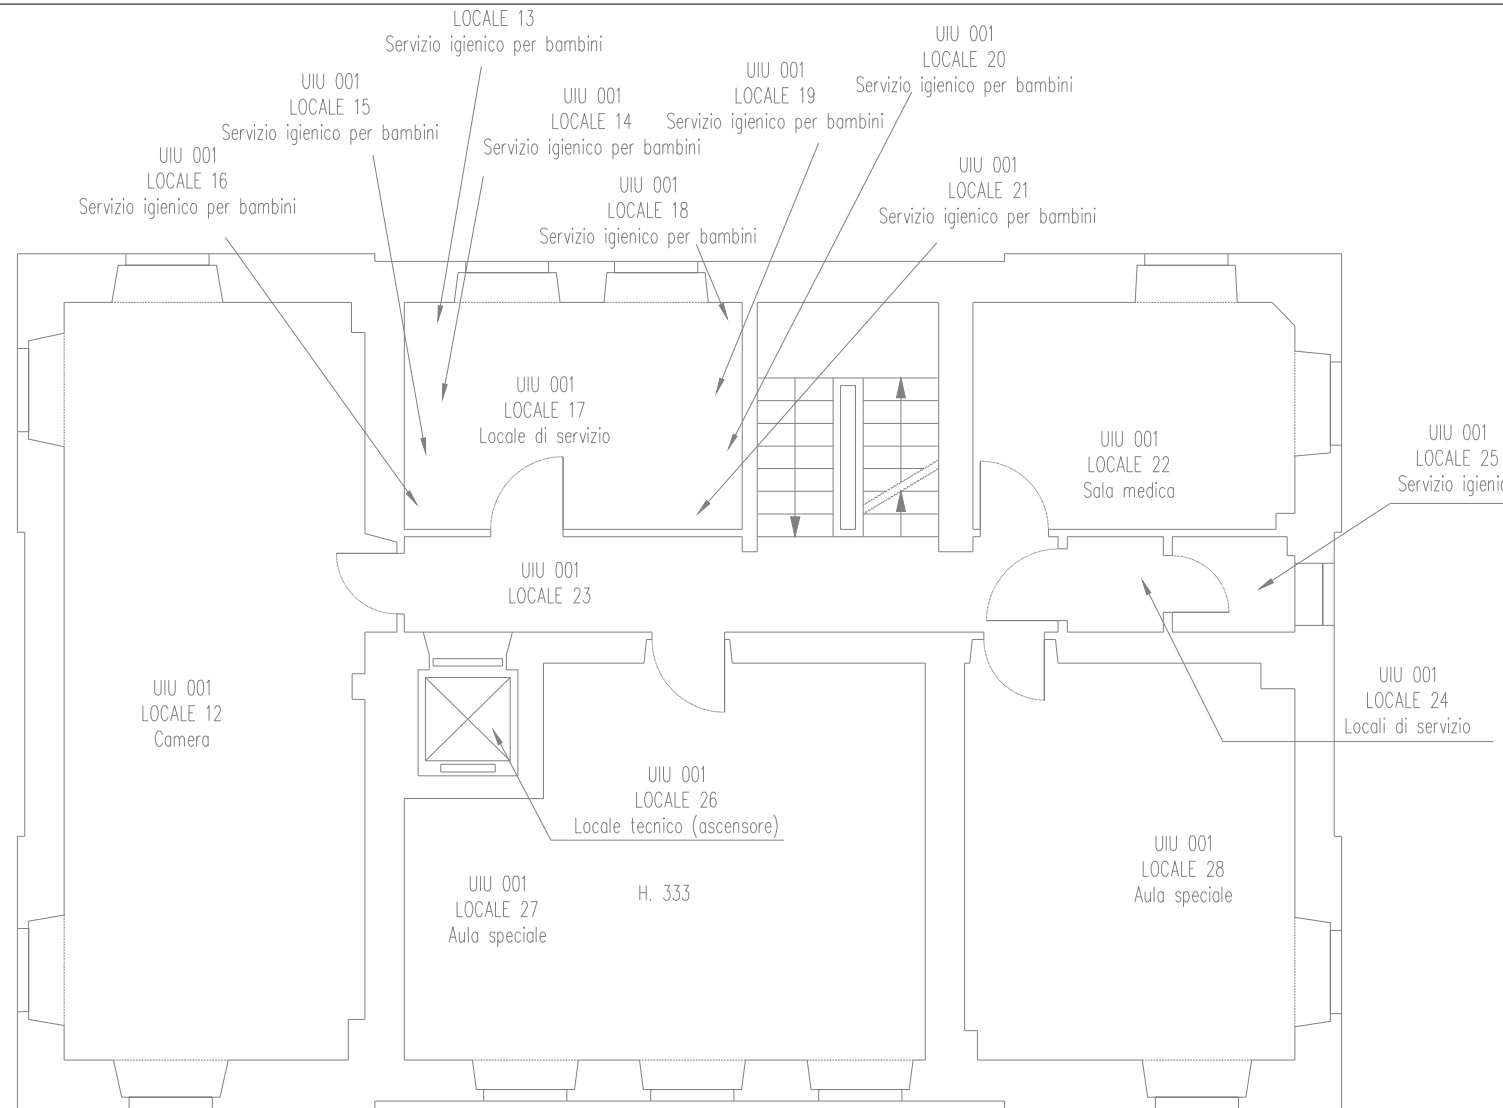 LOCALE 13
Servizio igienico per bambini
UIU 001
LOCALE 20
Servizio igienico per bambini
UIU 001
LOCALE 15
Servizio igienico per bambini
UIU 001
LOCALE 14
Servizio igienico per bambini
UIU 001
LOCALE 19
Servizio igienico per bambini
UIU 001
LOCALE 16
Servizio igienico per bambini
UIU 001
LOCALE 18
Servizio igienico per bambini
UIU 001
LOCALE 21
Servizio igienico per bambini
UIU 001
LOCALE 17
Locale di servizio
UIU 001
LOCALE 22
Sala medica
UIU 001
LOCALE 25
Servizio igienic
UIU 001
LOCALE 23
UIU 001
LOCALE 12
Camera
UIU 001
LOCALE 24
Locali di servizio
UIU 001
LOCALE 26
Locale tecnico (ascensore)
UIU 001
LOCALE 27
Aula speciale
H. 333
UIU 001
LOCALE 28
Aula speciale